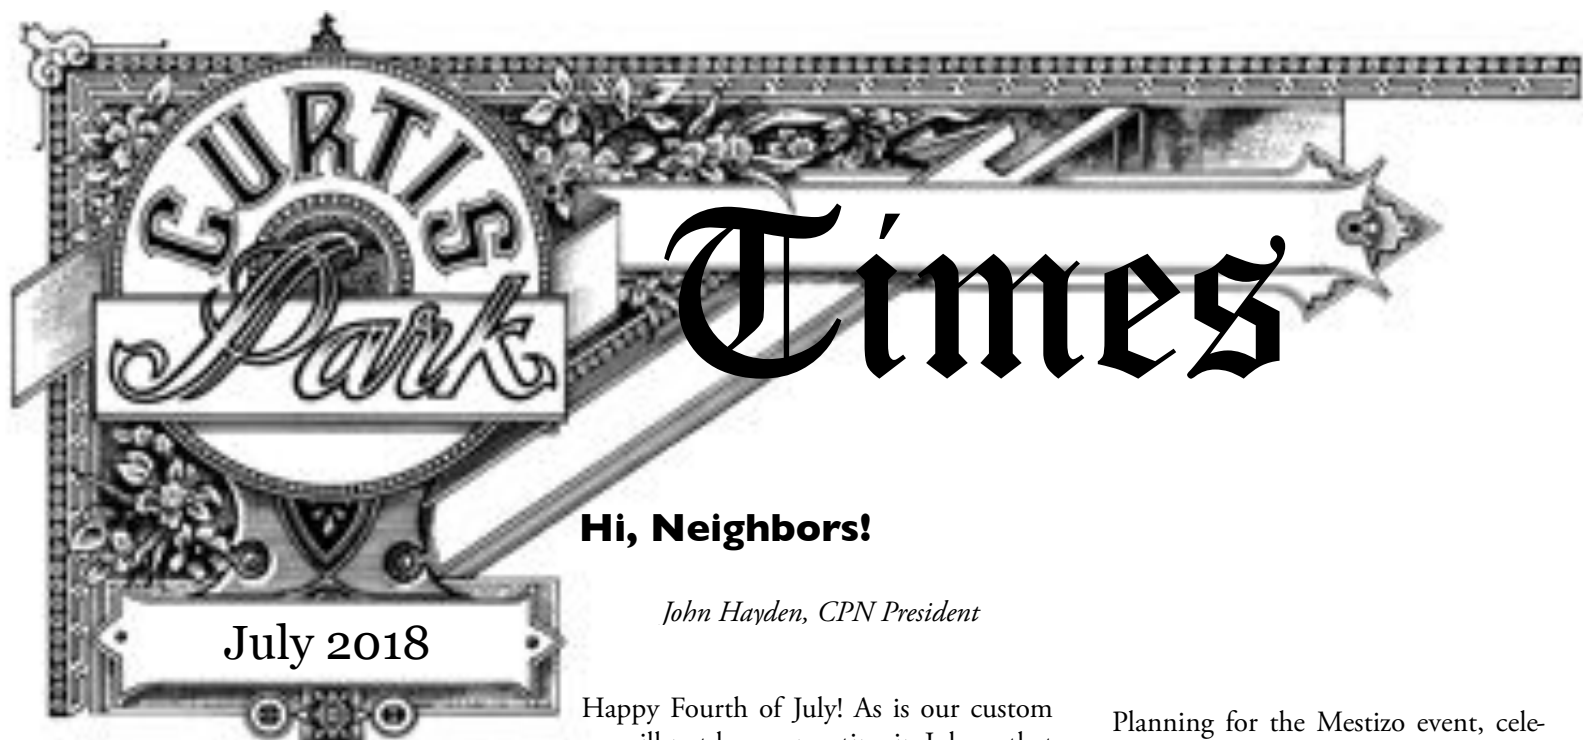 CURTIS
Park
Times
July 2018
Hi, Neighbors!
John Hayden, CPN President
Happy Fourth of July! As is our custom
Planning for the Mestizo event, cele-